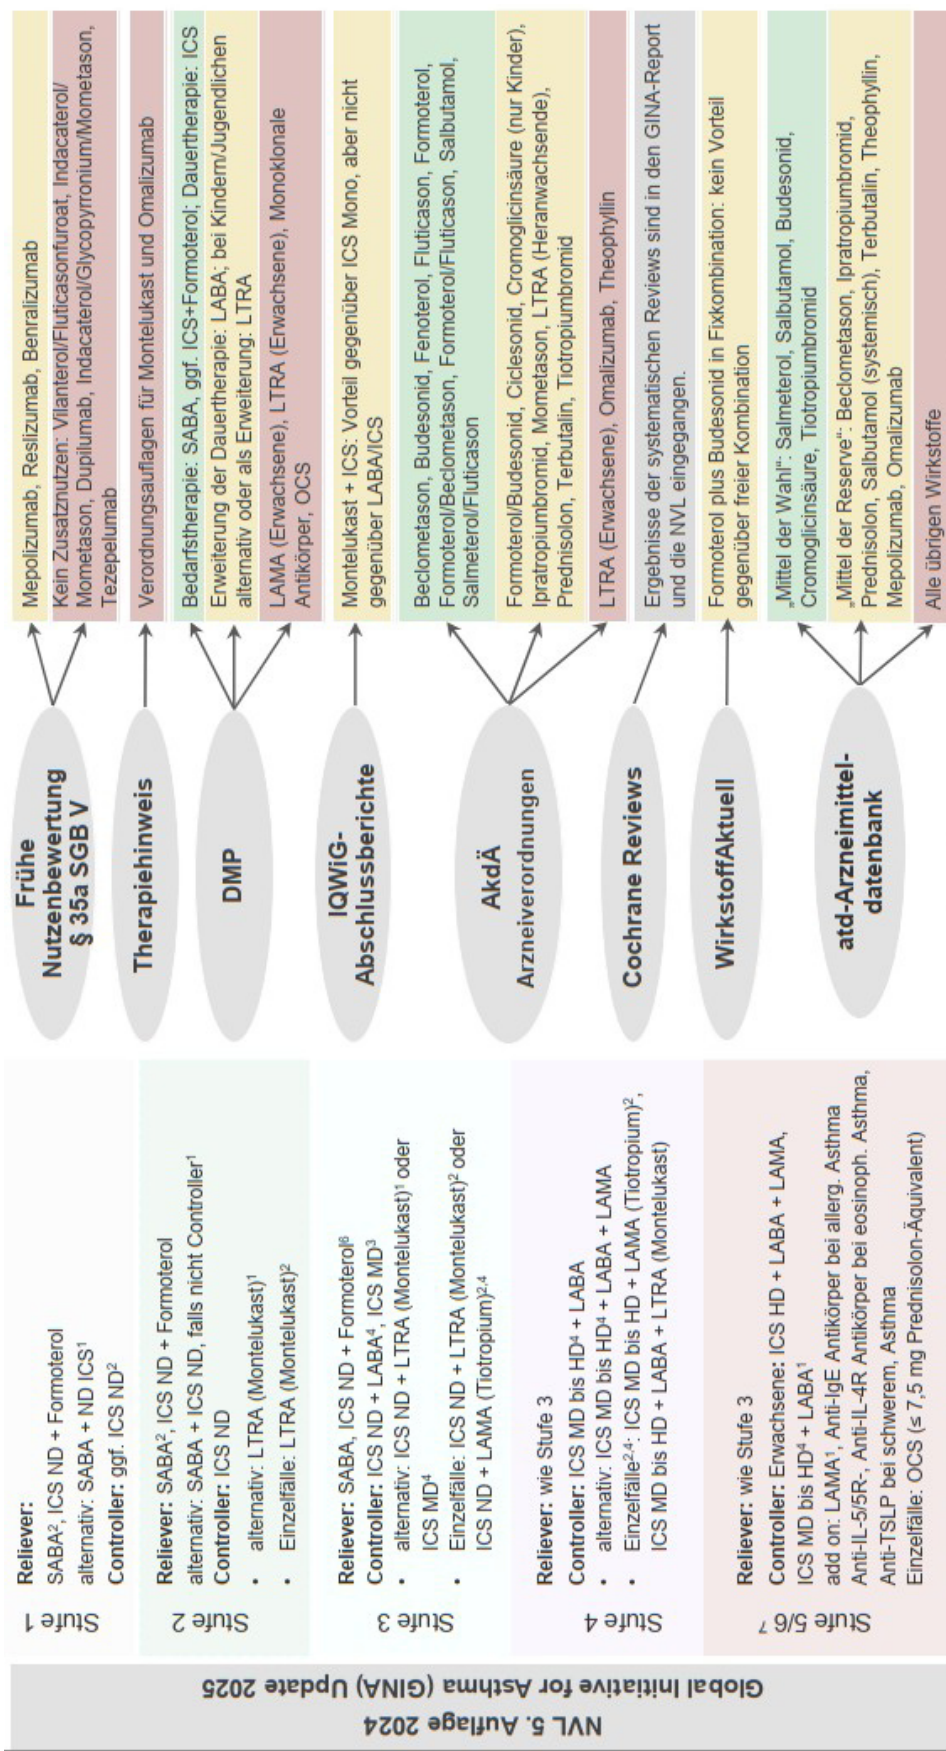 NVL 5. Auflage 2024
Global Initiative for Asthma (GINA) Update 2025
Stufe 1
Reliever:
SABA², ICS ND + Formoterol
alternativ: SABA + ND ICS¹
Controller: ggf. ICS ND²
Stufe 2
Reliever: SABA², ICS ND + Formoterol
alternativ: SABA + ICS ND, falls nicht Controller¹
Controller: ICS ND
• alternativ: LTRA (Montelukast)¹
• Einzelfälle: LTRA (Montelukast)²
Stufe 3
Reliever: SABA, ICS ND + Formoterol⁶
Controller: ICS ND + LABA⁴, ICS MD³
• alternativ: ICS ND + LTRA (Montelukast)¹ oder
ICS MD⁴
• Einzelfälle: ICS ND + LTRA (Montelukast)² oder
ICS ND + LAMA (Tiotropium)²,⁴
Stufe 4
Reliever: wie Stufe 3
Controller: ICS MD bis HD⁴ + LABA
• alternativ: ICS MD bis HD⁴ + LABA + LAMA
• Einzelfälle²,⁴: ICS MD bis HD + LAMA (Tiotropium)²,
ICS MD bis HD + LABA + LTRA (Montelukast)
Stufe 5/6 ⁷
Reliever: wie Stufe 3
Controller: Erwachsene: ICS HD + LABA + LAMA,
ICS MD bis HD⁴ + LABA¹
add on: LAMA¹, Anti-IgE Antikörper bei allerg. Asthma
Anti-IL-5/5R-, Anti-IL-4R Antikörper bei eosinoph. Asthma,
Anti-TSLP bei schwerem, Asthma
Einzelfälle: OCS (≤ 7,5 mg Prednisolon-Äquivalent)
Frühe
Nutzenbewertung
§ 35a SGB V
Mepolizumab, Reslizumab, Benralizumab
Kein Zusatznutzen: Vilanterol/Fluticasonfuroat, Indacaterol/
Mometason, Dupilumab, Indacaterol/Glycopyrronium/Mometason,
Tezepelumab
Therapiehinweis
Verordnungsauflagen für Montelukast und Omalizumab
DMP
Bedarfstherapie: SABA, ggf. ICS+Formoterol; Dauertherapie: ICS
Erweiterung der Dauertherapie: LABA; bei Kindern/Jugendlichen
alternativ oder als Erweiterung: LTRA
LAMA (Erwachsene), LTRA (Erwachsene), Monoklonale
Antikörper, OCS
IQWiG-
Abschlussberichte
Montelukast + ICS: Vorteil gegenüber ICS Mono, aber nicht
gegenüber LABA/ICS
AkdÄ
Arzneiverordnungen
Beclometason, Budesonid, Fenoterol, Fluticason, Formoterol,
Formoterol/Beclometason, Formoterol/Fluticason, Salbutamol,
Salmeterol/Fluticason
Formoterol/Budesonid, Ciclesonid, Cromoglicinsäure (nur Kinder),
Ipratropiumbromid, Mometason, LTRA (Heranwachsende),
Prednisolon, Terbutalin, Tiotropiumbromid
LTRA (Erwachsene), Omalizumab, Theophyllin
Cochrane Reviews
Ergebnisse der systematischen Reviews sind in den GINA-Report
und die NVL eingegangen.
WirkstoffAktuell
Formoterol plus Budesonid in Fixkombination: kein Vorteil
gegenüber freier Kombination
atd-Arzneimittel-
datenbank
„Mittel der Wahl“: Salmeterol, Salbutamol, Budesonid,
Cromoglicinsäure, Tiotropiumbromid
„Mittel der Reserve“: Beclometason, Ipratropiumbromid,
Prednisolon, Salbutamol (systemisch), Terbutalin, Theophyllin,
Mepolizumab, Omalizumab
Alle übrigen Wirkstoffe